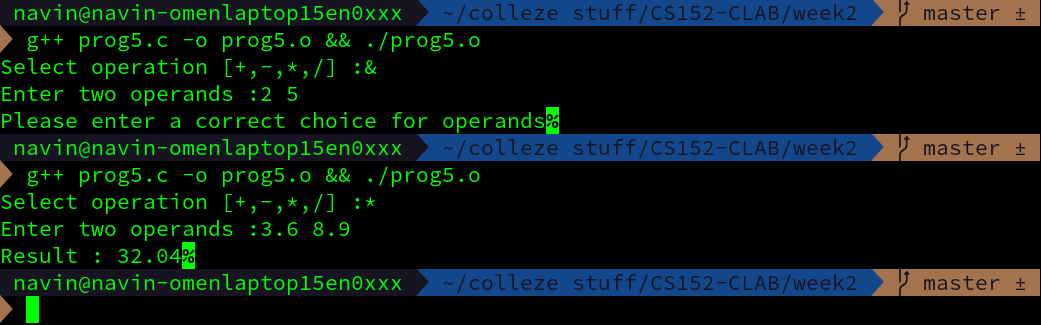 navin@navin-omenlaptop15en0xxx ~/colleze stuff/CS152-CLAB/week2 master ±
g++ prog5.c -o prog5.o && ./prog5.o
Select operation [+,-,*,/] :&
Enter two operands :2 5
Please enter a correct choice for operands%
navin@navin-omenlaptop15en0xxx ~/colleze stuff/CS152-CLAB/week2 master ±
g++ prog5.c -o prog5.o && ./prog5.o
Select operation [+,-,*,/] :*
Enter two operands :3.6 8.9
Result : 32.04%
navin@navin-omenlaptop15en0xxx ~/colleze stuff/CS152-CLAB/week2 master ±